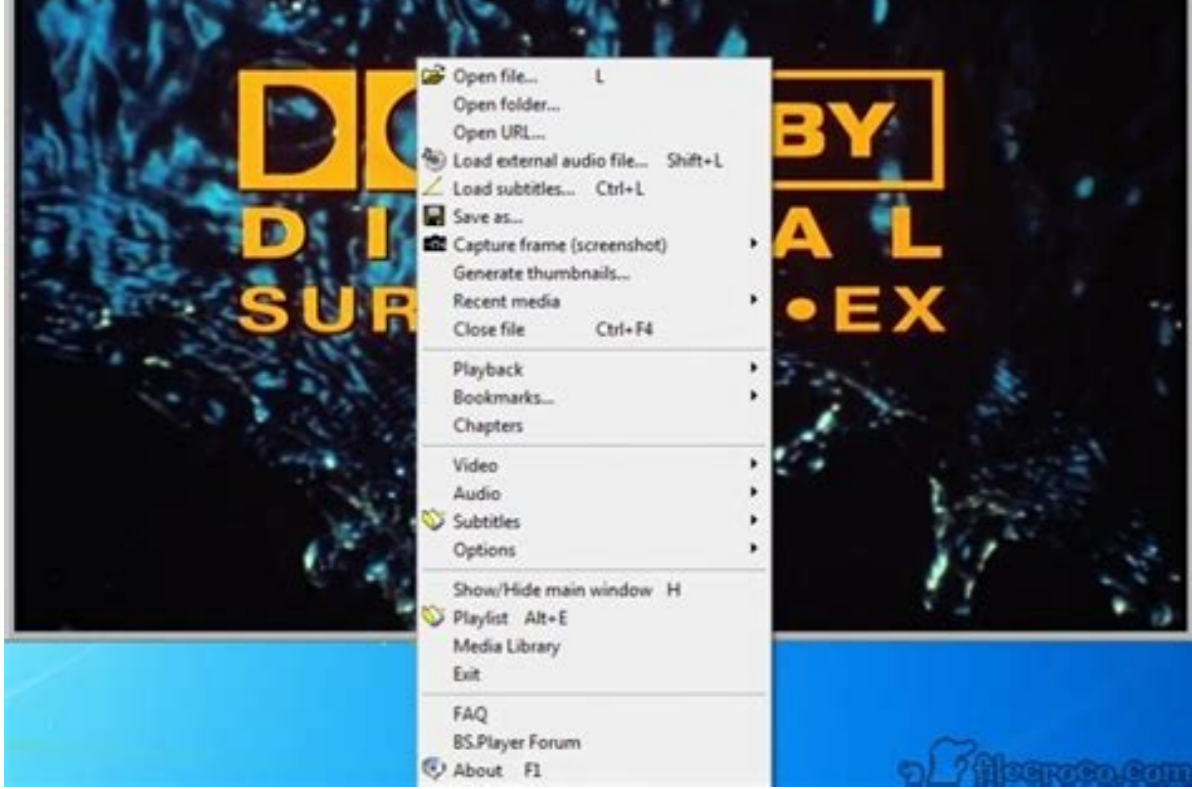 BY
D I A L
SUR •EX
Open file... L
Open folder...
Open URL...
Load external audio file... Shift+L
Load subtitles... Ctrl+L
Save as...
Capture frame (screenshot)
Generate thumbnails...
Recent media
Close file Ctrl+F4
Playback
Bookmarks...
Chapters
Video
Audio
Subtitles
Options
Show/Hide main window H
Playlist Alt+E
Media Library
Exit
FAQ
BS.Player Forum
About F1
filecroco.com